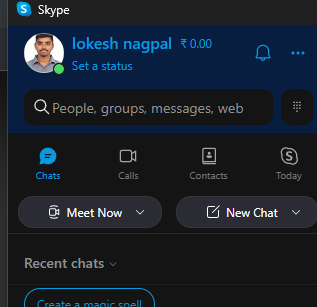 Skype
lokesh nagpal ₹ 0.00
Set a status
People, groups, messages, web
Chats Calls Contacts Today
Meet Now New Chat
Recent chats
Create a magic spell